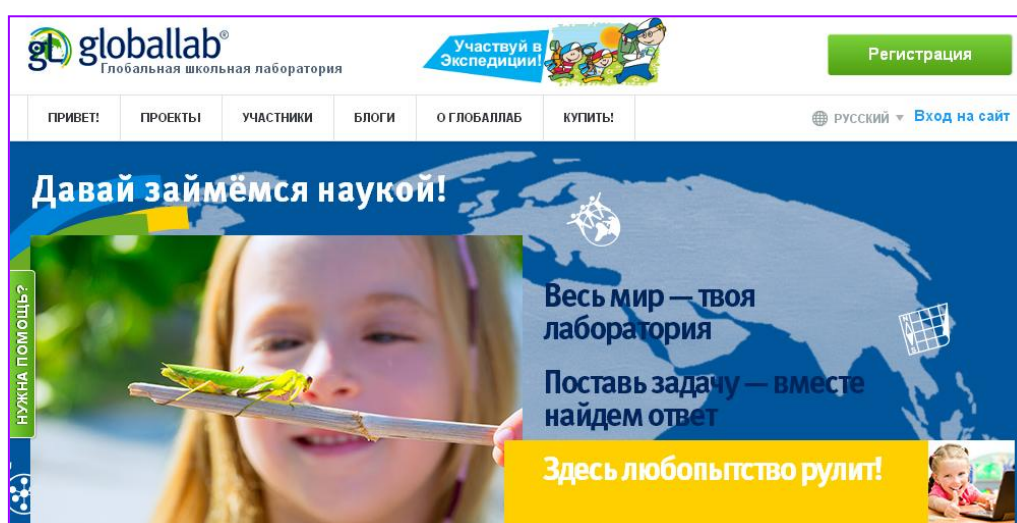 gl globallab®
Глобальная школьная лаборатория
Участвуй в
Экспедиции!
Регистрация
ПРИВЕТ! ПРОЕКТЫ УЧАСТНИКИ БЛОГИ О ГЛОБАЛЛАБ КУПИТЬ! РУССКИЙ Вход на сайт
Давай займёмся наукой!
НУЖНА ПОМОЩЬ?
Весь мир — твоя
лаборатория
Поставь задачу — вместе
найдем ответ
Здесь любопытство рулит!